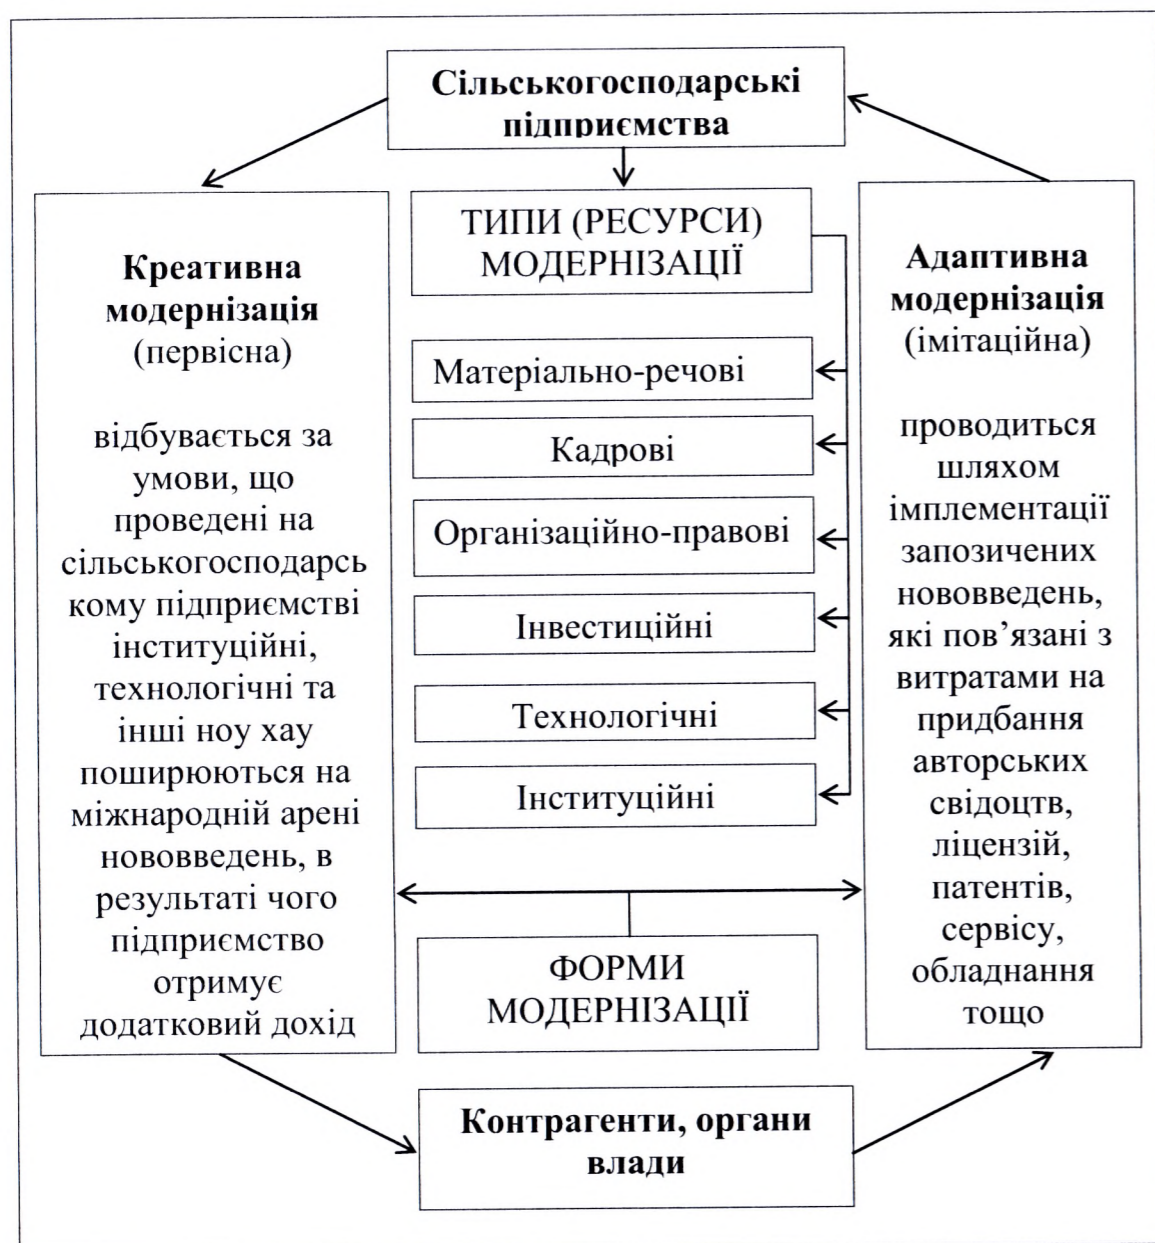 Сільськогосподарські
підприємства
Креативна
модернізація
(первісна)
відбувається за
умови, що
проведені на
сільськогосподарсь
кому підприємстві
інституційні,
технологічні та
інші ноу хау
поширюються на
міжнародній арені
нововведень, в
результаті чого
підприємство
отримує
додатковий дохід
ТИПИ (РЕСУРСИ)
МОДЕРНІЗАЦІЇ
Матеріально-речові
Кадрові
Організаційно-правові
Інвестиційні
Технологічні
Інституційні
ФОРМИ
МОДЕРНІЗАЦІЇ
Адаптивна
модернізація
(імітаційна)
проводиться
шляхом
імплементації
запозичених
нововведень,
які пов’язані з
витратами на
придбання
авторських
свідоцтв,
ліцензій,
патентів,
сервісу,
обладнання
тощо
Контрагенти, органи
влади